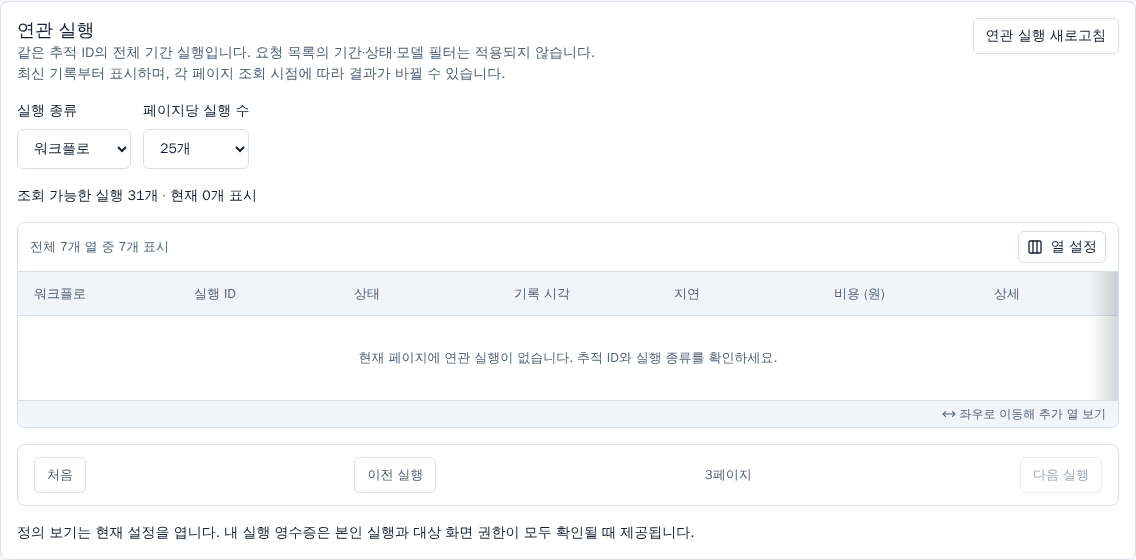 연관 실행
같은 추적 ID의 전체 기간 실행입니다. 요청 목록의 기간·상태·모델 필터는 적용되지 않습니다.
최신 기록부터 표시하며, 각 페이지 조회 시점에 따라 결과가 바뀔 수 있습니다.
연관 실행 새로고침
실행 종류
페이지당 실행 수
워크플로
25개
조회 가능한 실행 31개 · 현재 0개 표시
전체 7개 열 중 7개 표시
열 설정
워크플로 실행 ID 상태 기록 시각 지연 비용 (원) 상세
현재 페이지에 연관 실행이 없습니다. 추적 ID와 실행 종류를 확인하세요.
↔ 좌우로 이동해 추가 열 보기
처음 이전 실행 3페이지 다음 실행
정의 보기는 현재 설정을 엽니다. 내 실행 영수증은 본인 실행과 대상 화면 권한이 모두 확인될 때 제공됩니다.